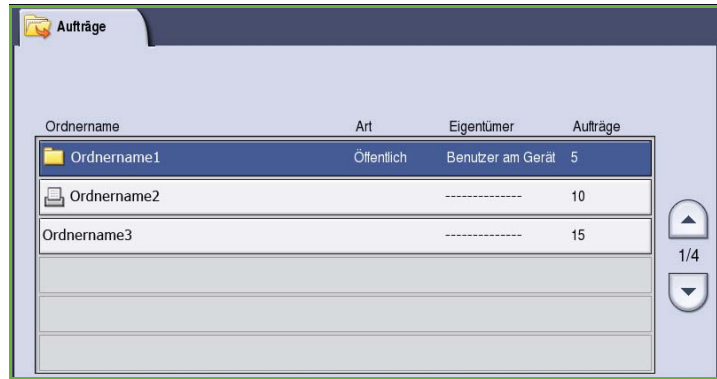 Aufträge
Ordnername Art Eigentümer Aufträge
Ordnername1 Öffentlich Benutzer am Gerät 5
Ordnername2 -------------- 10
Ordnername3 -------------- 15
1/4